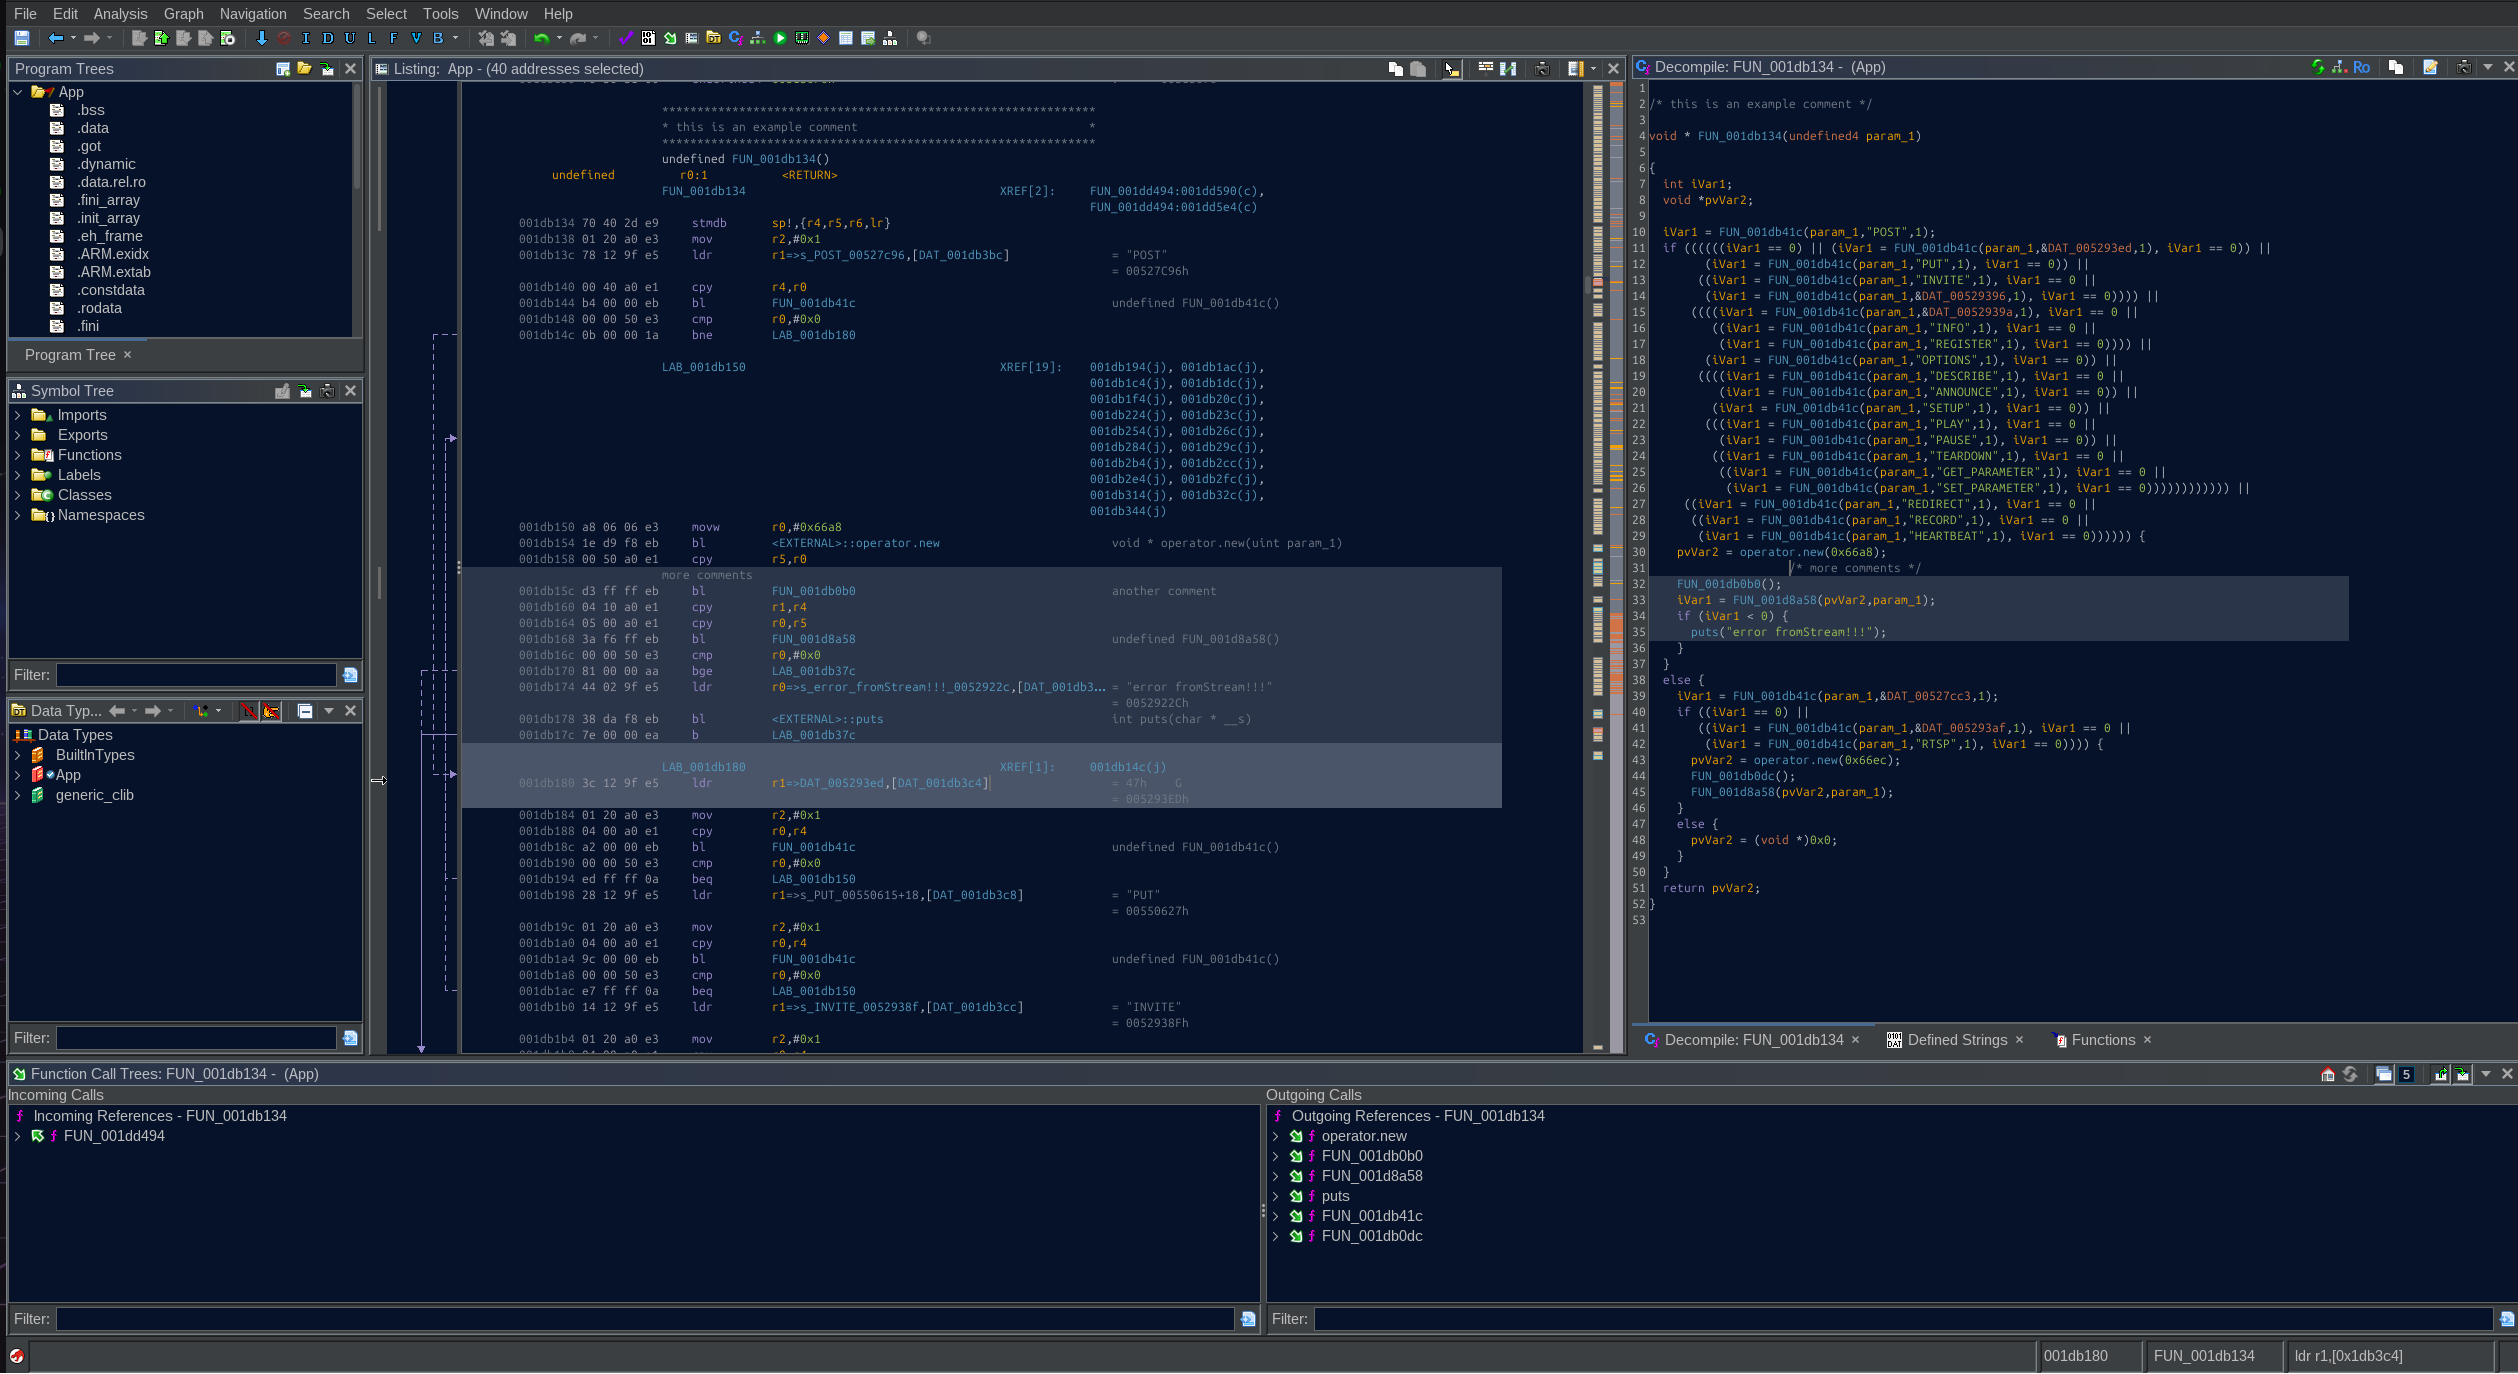 File Edit Analysis Graph Navigation Search Select Tools Window Help
I D U L F V B
Program Trees
App
.bss
.data
.got
.dynamic
.data.rel.ro
.fini_array
.init_array
.eh_frame
.ARM.exidx
.ARM.extab
.constdata
.rodata
.fini
Program Tree ×
Symbol Tree
Imports
Exports
Functions
Labels
Classes
Namespaces
Filter:
Data Typ...
Data Types
BuiltInTypes
App
generic_clib
Filter:
Listing: App - (40 addresses selected)
**************************************************************
* this is an example comment *
**************************************************************
undefined FUN_001db134()
undefined r0:1 <RETURN>
FUN_001db134 XREF[2]: FUN_001dd494:001dd590(c),
FUN_001dd494:001dd5e4(c)
001db134 70 40 2d e9 stmdb sp!,{r4,r5,r6,lr}
001db138 01 20 a0 e3 mov r2,#0x1
001db13c 78 12 9f e5 ldr r1=>s_POST_00527c96,[DAT_001db3bc] = "POST"
= 00527C96h
001db140 00 40 a0 e1 cpy r4,r0
001db144 b4 00 00 eb bl FUN_001db41c undefined FUN_001db41c()
001db148 00 00 50 e3 cmp r0,#0x0
001db14c 0b 00 00 1a bne LAB_001db180
LAB_001db150 XREF[19]: 001db194(j), 001db1ac(j),
001db1c4(j), 001db1dc(j),
001db1f4(j), 001db20c(j),
001db224(j), 001db23c(j),
001db254(j), 001db26c(j),
001db284(j), 001db29c(j),
001db2b4(j), 001db2cc(j),
001db2e4(j), 001db2fc(j),
001db314(j), 001db32c(j),
001db344(j)
001db150 a8 06 06 e3 movw r0,#0x66a8
001db154 1e d9 f8 eb bl <EXTERNAL>::operator.new void * operator.new(uint param_1)
001db158 00 50 a0 e1 cpy r5,r0
more comments
001db15c d3 ff ff eb bl FUN_001db0b0 another comment
001db160 04 10 a0 e1 cpy r1,r4
001db164 05 00 a0 e1 cpy r0,r5
001db168 3a f6 ff eb bl FUN_001d8a58 undefined FUN_001d8a58()
001db16c 00 00 50 e3 cmp r0,#0x0
001db170 81 00 00 aa bge LAB_001db37c
001db174 44 02 9f e5 ldr r0=>s_error_fromStream!!!_0052922c,[DAT_001db3... = "error fromStream!!!"
= 0052922Ch
001db178 38 da f8 eb bl <EXTERNAL>::puts int puts(char * __s)
001db17c 7e 00 00 ea b LAB_001db37c
LAB_001db180 XREF[1]: 001db14c(j)
001db180 3c 12 9f e5 ldr r1=>DAT_005293ed,[DAT_001db3c4] = 47h G
= 005293EDh
001db184 01 20 a0 e3 mov r2,#0x1
001db188 04 00 a0 e1 cpy r0,r4
001db18c a2 00 00 eb bl FUN_001db41c undefined FUN_001db41c()
001db190 00 00 50 e3 cmp r0,#0x0
001db194 ed ff ff 0a beq LAB_001db150
001db198 28 12 9f e5 ldr r1=>s_PUT_00550615+18,[DAT_001db3c8] = "PUT"
= 00550627h
001db19c 01 20 a0 e3 mov r2,#0x1
001db1a0 04 00 a0 e1 cpy r0,r4
001db1a4 9c 00 00 eb bl FUN_001db41c undefined FUN_001db41c()
001db1a8 00 00 50 e3 cmp r0,#0x0
001db1ac e7 ff ff 0a beq LAB_001db150
001db1b0 14 12 9f e5 ldr r1=>s_INVITE_0052938f,[DAT_001db3cc] = "INVITE"
= 0052938Fh
001db1b4 01 20 a0 e3 mov r2,#0x1
Decompile: FUN_001db134 - (App)
Ro
1
2 /* this is an example comment */
3
4 void * FUN_001db134(undefined4 param_1)
5
6 {
7 int iVar1;
8 void *pvVar2;
9
10 iVar1 = FUN_001db41c(param_1,"POST",1);
11 if ((((((iVar1 == 0) || (iVar1 = FUN_001db41c(param_1,&DAT_005293ed,1), iVar1 == 0)) ||
12 (iVar1 = FUN_001db41c(param_1,"PUT",1), iVar1 == 0)) ||
13 ((iVar1 = FUN_001db41c(param_1,"INVITE",1), iVar1 == 0 ||
14 (iVar1 = FUN_001db41c(param_1,&DAT_00529396,1), iVar1 == 0)))) ||
15 ((((iVar1 = FUN_001db41c(param_1,&DAT_0052939a,1), iVar1 == 0 ||
16 ((iVar1 = FUN_001db41c(param_1,"INFO",1), iVar1 == 0 ||
17 (iVar1 = FUN_001db41c(param_1,"REGISTER",1), iVar1 == 0)))) ||
18 (iVar1 = FUN_001db41c(param_1,"OPTIONS",1), iVar1 == 0)) ||
19 ((((iVar1 = FUN_001db41c(param_1,"DESCRIBE",1), iVar1 == 0 ||
20 (iVar1 = FUN_001db41c(param_1,"ANNOUNCE",1), iVar1 == 0)) ||
21 (iVar1 = FUN_001db41c(param_1,"SETUP",1), iVar1 == 0)) ||
22 (((iVar1 = FUN_001db41c(param_1,"PLAY",1), iVar1 == 0 ||
23 (iVar1 = FUN_001db41c(param_1,"PAUSE",1), iVar1 == 0)) ||
24 ((iVar1 = FUN_001db41c(param_1,"TEARDOWN",1), iVar1 == 0 ||
25 ((iVar1 = FUN_001db41c(param_1,"GET_PARAMETER",1), iVar1 == 0 ||
26 (iVar1 = FUN_001db41c(param_1,"SET_PARAMETER",1), iVar1 == 0)))))))))))) ||
27 ((iVar1 = FUN_001db41c(param_1,"REDIRECT",1), iVar1 == 0 ||
28 ((iVar1 = FUN_001db41c(param_1,"RECORD",1), iVar1 == 0 ||
29 (iVar1 = FUN_001db41c(param_1,"HEARTBEAT",1), iVar1 == 0)))))) {
30 pvVar2 = operator.new(0x66a8);
31 /* more comments */
32 FUN_001db0b0();
33 iVar1 = FUN_001d8a58(pvVar2,param_1);
34 if (iVar1 < 0) {
35 puts("error fromStream!!!");
36 }
37 }
38 else {
39 iVar1 = FUN_001db41c(param_1,&DAT_00527cc3,1);
40 if ((iVar1 == 0) ||
41 ((iVar1 = FUN_001db41c(param_1,&DAT_005293af,1), iVar1 == 0 ||
42 (iVar1 = FUN_001db41c(param_1,"RTSP",1), iVar1 == 0)))) {
43 pvVar2 = operator.new(0x66ec);
44 FUN_001db0dc();
45 FUN_001d8a58(pvVar2,param_1);
46 }
47 else {
48 pvVar2 = (void *)0x0;
49 }
50 }
51 return pvVar2;
52 }
53
Decompile: FUN_001db134 × Defined Strings × Functions ×
Function Call Trees: FUN_001db134 - (App)
5
Incoming Calls
Incoming References - FUN_001db134
FUN_001dd494
Filter:
Outgoing Calls
Outgoing References - FUN_001db134
operator.new
FUN_001db0b0
FUN_001d8a58
puts
FUN_001db41c
FUN_001db0dc
Filter:
001db180 FUN_001db134 ldr r1,[0x1db3c4]